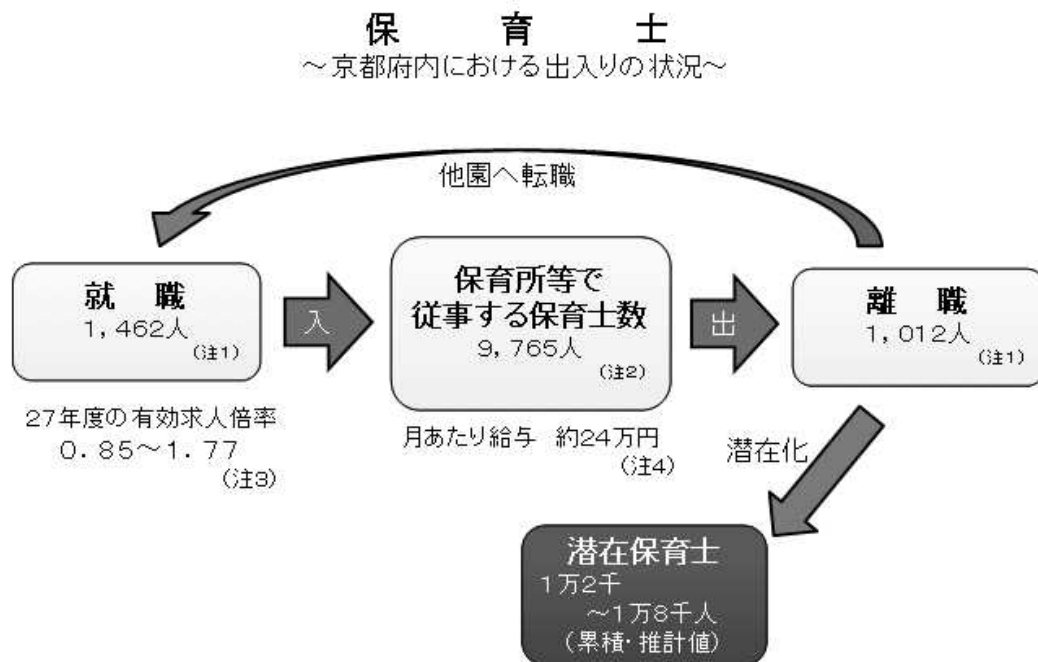 保育士
～京都府内における出入りの状況～
他園へ転職
就職
1,462人
(注1)
入
保育所等で
従事する保育士数
9,765人
(注2)
出
離職
1,012人
(注1)
27年度の有効求人倍率
0.85～1.77
(注3)
月あたり給与 約24万円
(注4)
潜在化
潜在保育士
1万2千
～1万8千人
(累積・推計値)